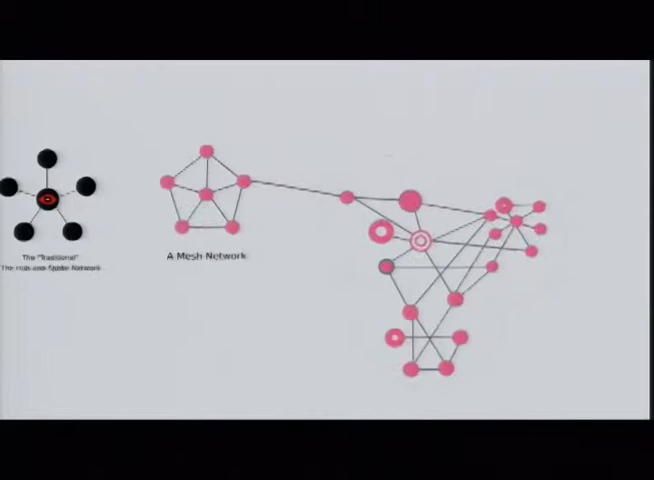 The "Traditional"
The Hub-and-Spoke Network
A Mesh Network